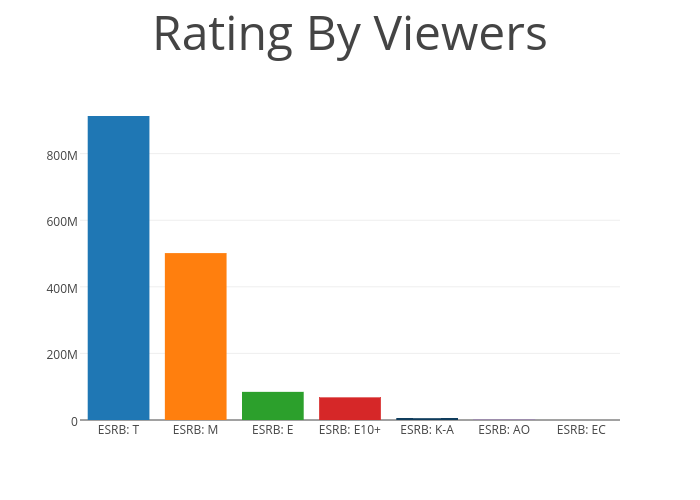 Rating By Viewers
800M
600M
400M
200M
0
ESRB: T ESRB: M ESRB: E ESRB: E10+ ESRB: K-A ESRB: AO ESRB: EC